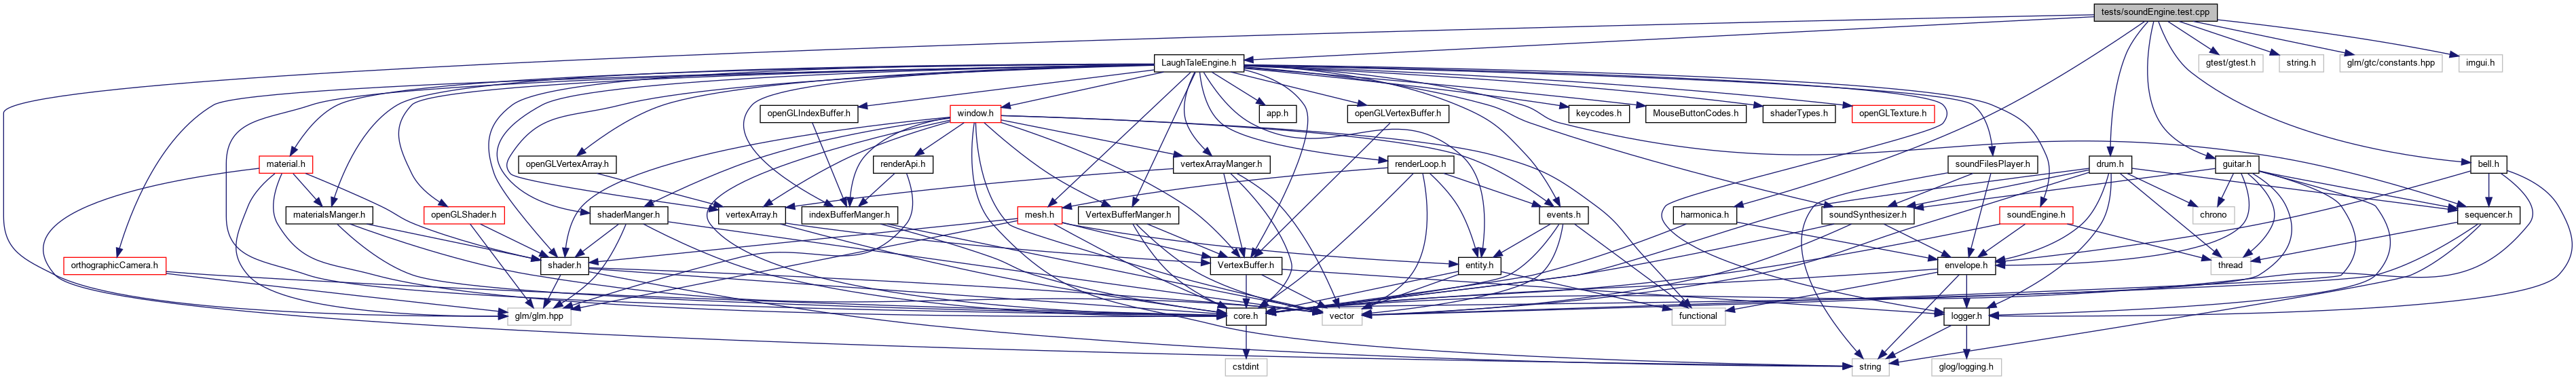 tests/soundEngine.test.cpp
LaughTaleEngine.h
gtest/gtest.h
string.h
glm/gtc/constants.hpp
imgui.h
openGLIndexBuffer.h
window.h
app.h
openGLVertexBuffer.h
keycodes.h
MouseButtonCodes.h
shaderTypes.h
openGLTexture.h
material.h
openGLVertexArray.h
renderApi.h
vertexArrayManger.h
renderLoop.h
soundFilesPlayer.h
drum.h
guitar.h
bell.h
materialsManger.h
openGLShader.h
shaderManger.h
vertexArray.h
indexBufferManger.h
mesh.h
VertexBufferManger.h
events.h
harmonica.h
soundSynthesizer.h
soundEngine.h
chrono
sequencer.h
orthographicCamera.h
shader.h
VertexBuffer.h
entity.h
envelope.h
thread
glm/glm.hpp
core.h
vector
functional
logger.h
cstdint
string
glog/logging.h